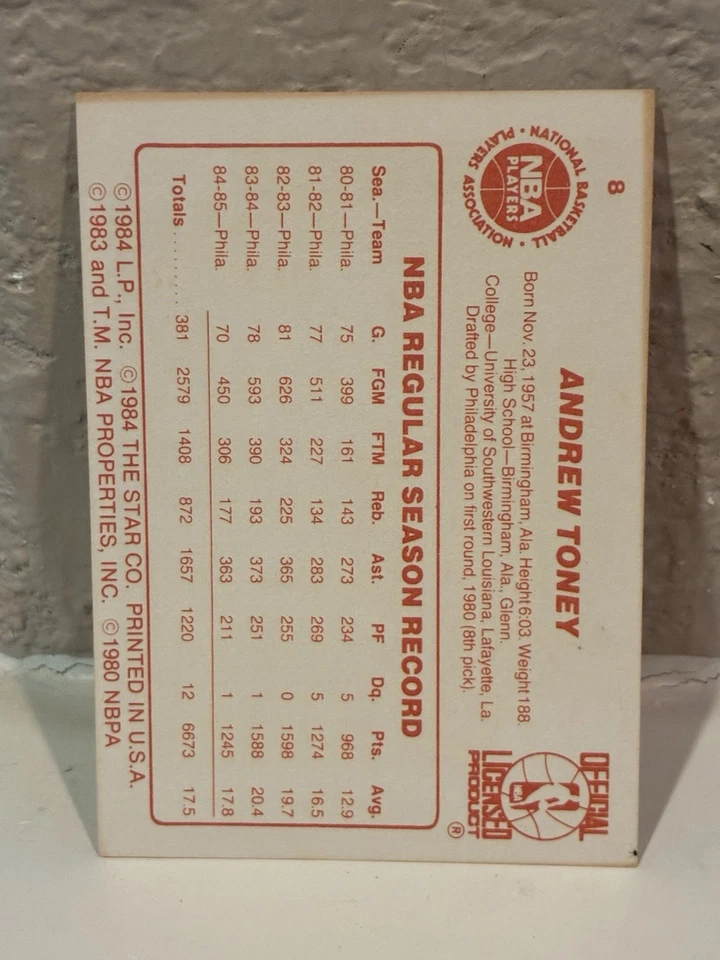 8
NATIONAL BASKETBALL
PLAYERS ASSOCIATION
NBA
PLAYERS
ANDREW TONEY
Born Nov. 23, 1957 at Birmingham, Ala. Height 6:03. Weight 188.
High School—Birmingham, Ala., Glenn.
College—University of Southwestern Louisiana, Lafayette, La.
Drafted by Philadelphia on first round, 1980 (8th pick).
OFFICIAL
NBA
LICENSED
PRODUCT ®
NBA REGULAR SEASON RECORD
Sea.—Team G. FGM FTM Reb. Ast. PF Dq. Pts. Avg.
80-81—Phila. 75 399 161 143 273 234 5 968 12.9
81-82—Phila. 77 511 227 134 283 269 5 1274 16.5
82-83—Phila. 81 626 324 225 365 255 0 1598 19.7
83-84—Phila. 78 593 390 193 373 251 1 1588 20.4
84-85—Phila. 70 450 306 177 363 211 1 1245 17.8
Totals ........ 381 2579 1408 872 1657 1220 12 6673 17.5
©1984 L.P., Inc. ©1984 THE STAR CO. PRINTED IN U.S.A.
©1983 and T.M. NBA PROPERTIES, INC. ©1980 NBPA